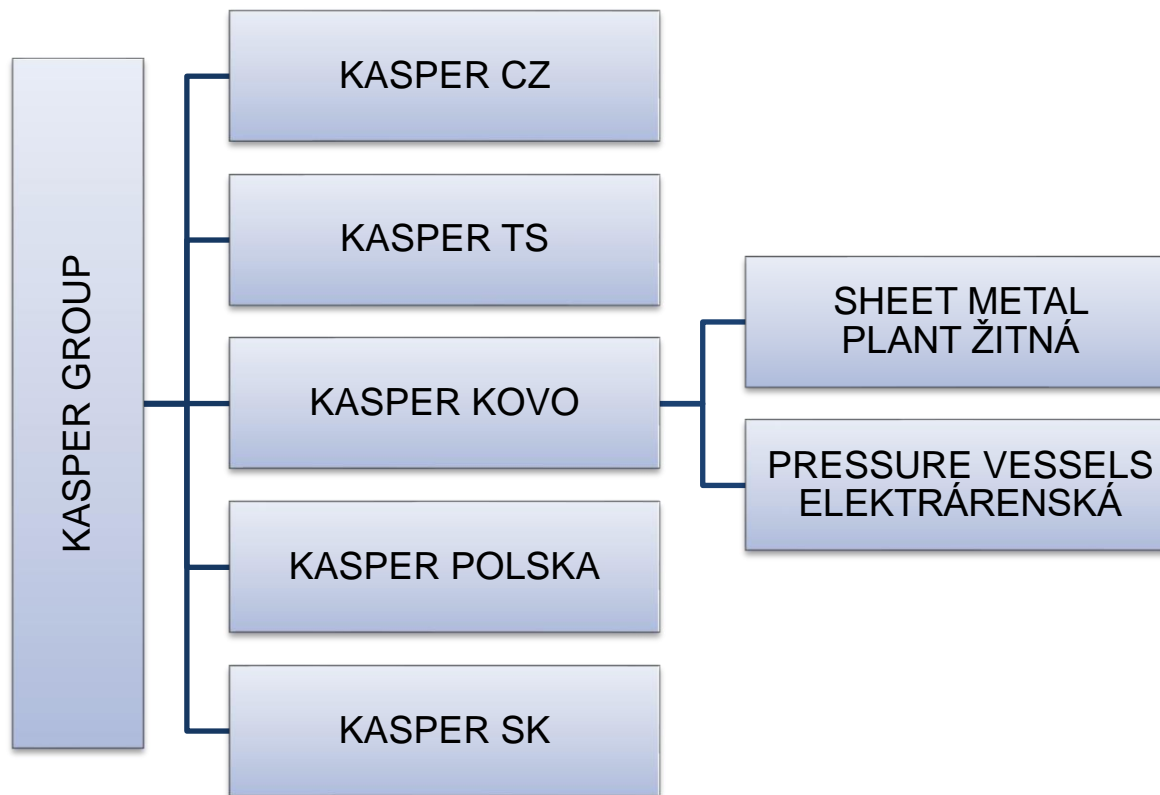 KASPER GROUP
KASPER CZ
KASPER TS
KASPER KOVO
KASPER POLSKA
KASPER SK
SHEET METAL
PLANT ŽITNÁ
PRESSURE VESSELS
ELEKTRÁRENSKÁ